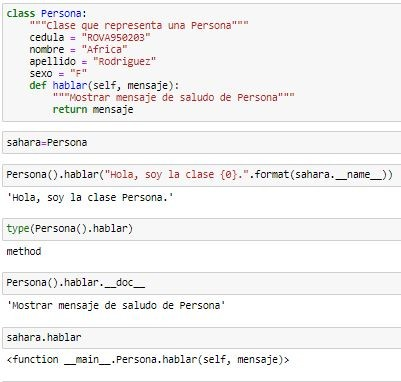 class Persona:
    """Clase que representa una Persona"""
    cedula = "ROVA950203"
    nombre = "Africa"
    apellido = "Rodriguez"
    sexo = "F"
    def hablar(self, mensaje):
        """Mostrar mensaje de saludo de Persona"""
        return mensaje
sahara=Persona
Persona().hablar("Hola, soy la clase {0}.".format(sahara.__name__))
'Hola, soy la clase Persona.'
type(Persona().hablar)
method
Persona().hablar.__doc__
'Mostrar mensaje de saludo de Persona'
sahara.hablar
<function __main__.Persona.hablar(self, mensaje)>